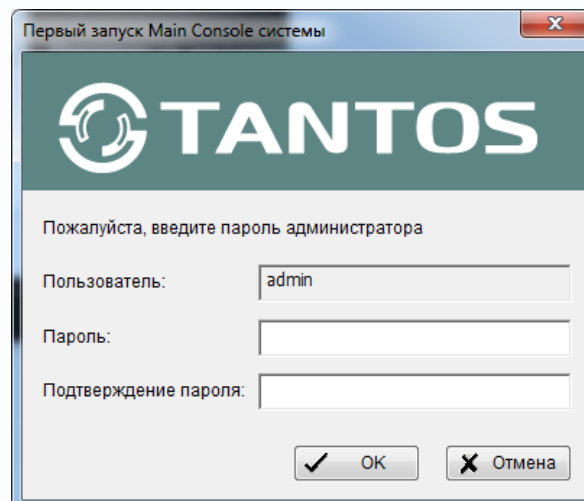 Первый запуск Main Console системы
TANTOS
Пожалуйста, введите пароль администратора
Пользователь: admin
Пароль:
Подтверждение пароля:
OK Отмена